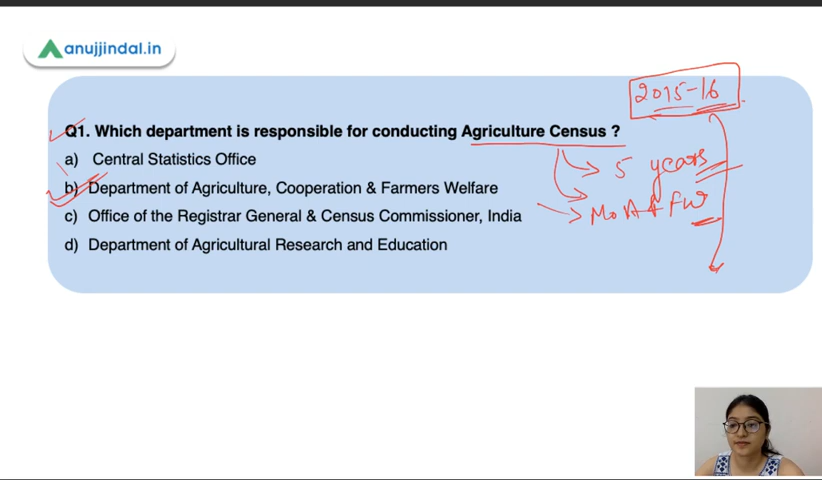 anujjindal.in
2015-16
Q1. Which department is responsible for conducting Agriculture Census ?
a) Central Statistics Office
5 years
b) Department of Agriculture, Cooperation & Farmers Welfare
c) Office of the Registrar General & Census Commissioner, India
MoA & FW
d) Department of Agricultural Research and Education